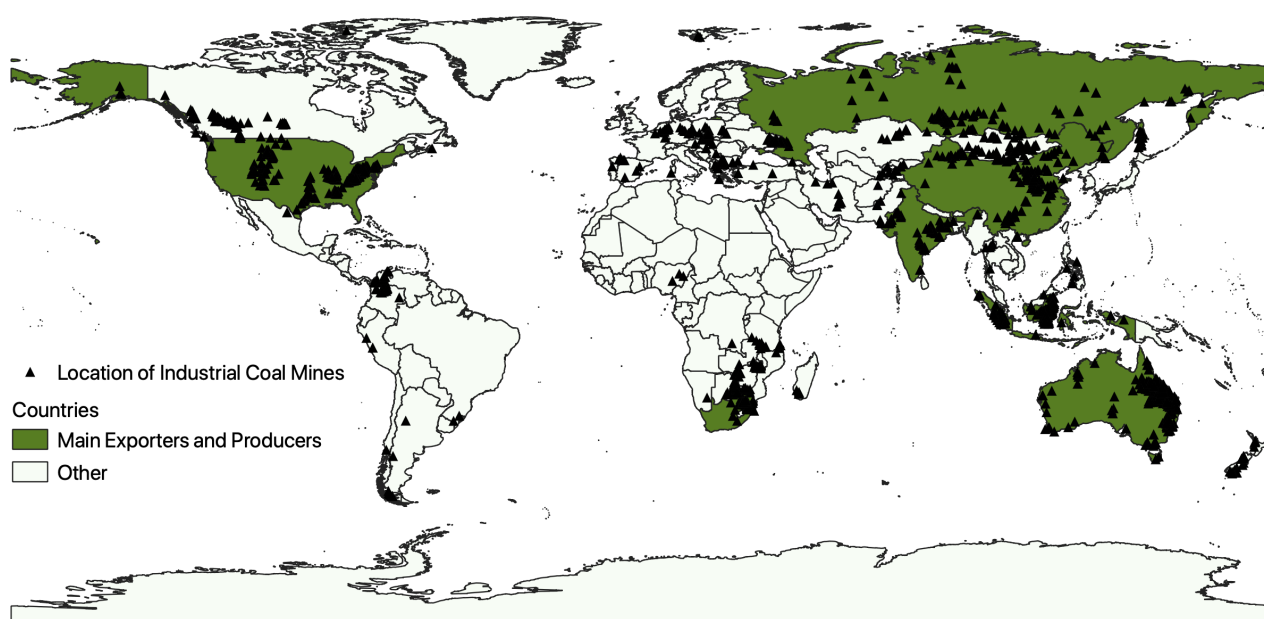 Location of Industrial Coal Mines
Countries
Main Exporters and Producers
Other